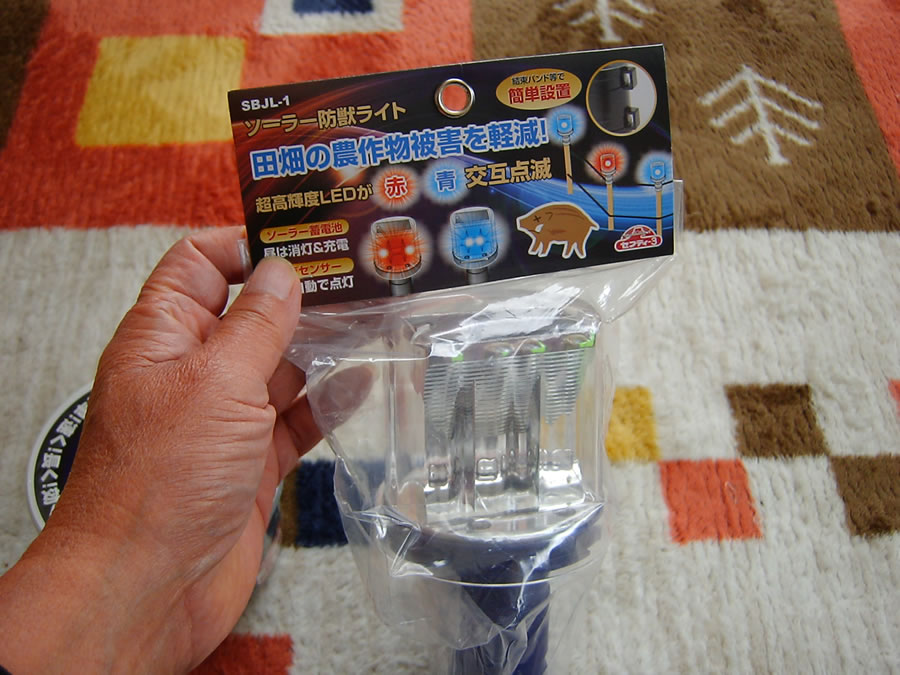 SBJL-1
ソーラー防獣ライト
結束バンド等で
簡単設置
田畑の農作物被害を軽減!
超高輝度LEDが赤青交互点滅
ソーラー蓄電池
昼は消灯&充電
センサー
動で点灯
セフティ-3